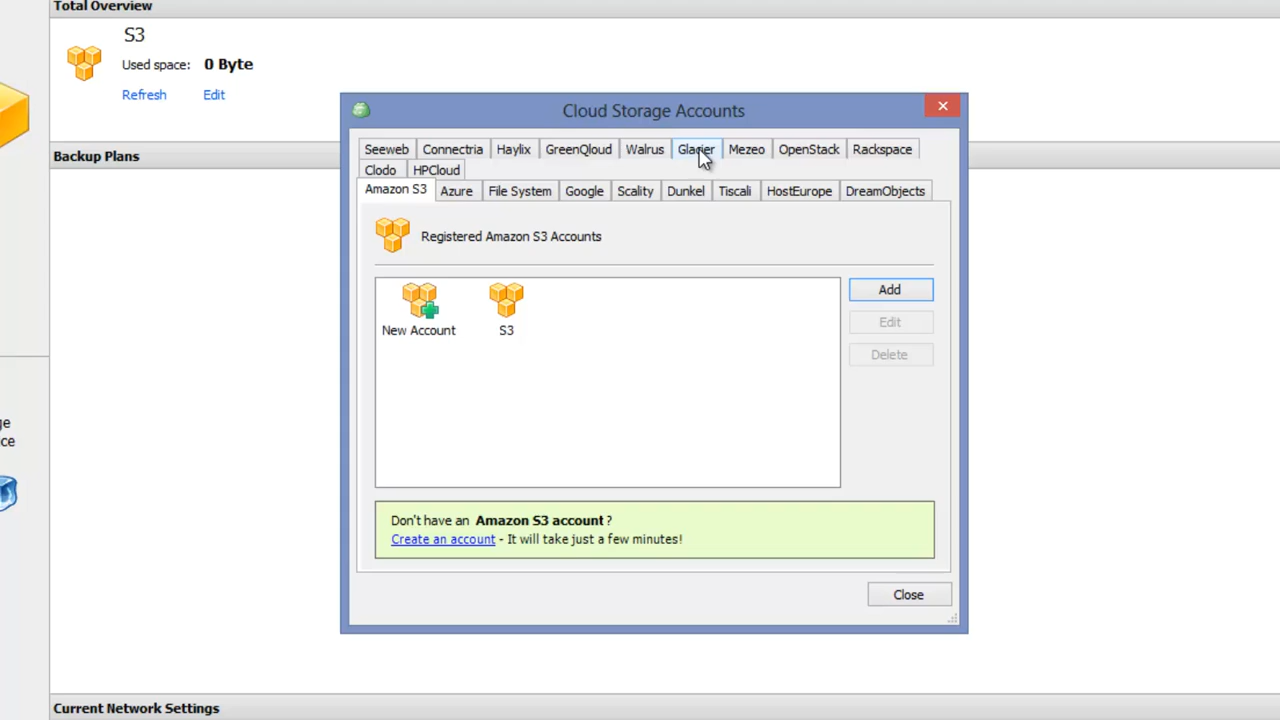 Total Overview
S3
Used space: 0 Byte
Refresh Edit
Cloud Storage Accounts
Backup Plans
Seeweb Connectria Haylix GreenQloud Walrus Glacier Mezeo OpenStack Rackspace
Clodo HPCloud
Amazon S3 Azure File System Google Scality Dunkel Tiscali HostEurope DreamObjects
Registered Amazon S3 Accounts
Add
New Account S3
Edit
Delete
Don't have an Amazon S3 account ?
Create an account - It will take just a few minutes!
Close
Current Network Settings